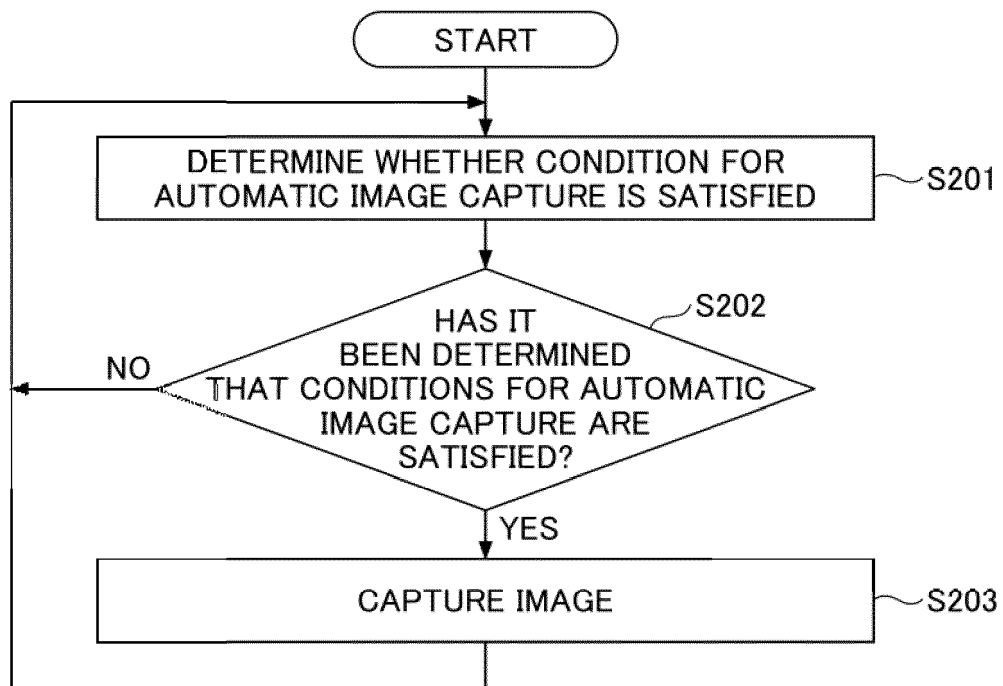 START
DETERMINE WHETHER CONDITION FOR
AUTOMATIC IMAGE CAPTURE IS SATISFIED
S201
S202
HAS IT
BEEN DETERMINED
THAT CONDITIONS FOR AUTOMATIC
IMAGE CAPTURE ARE
SATISFIED?
NO
YES
CAPTURE IMAGE
S203